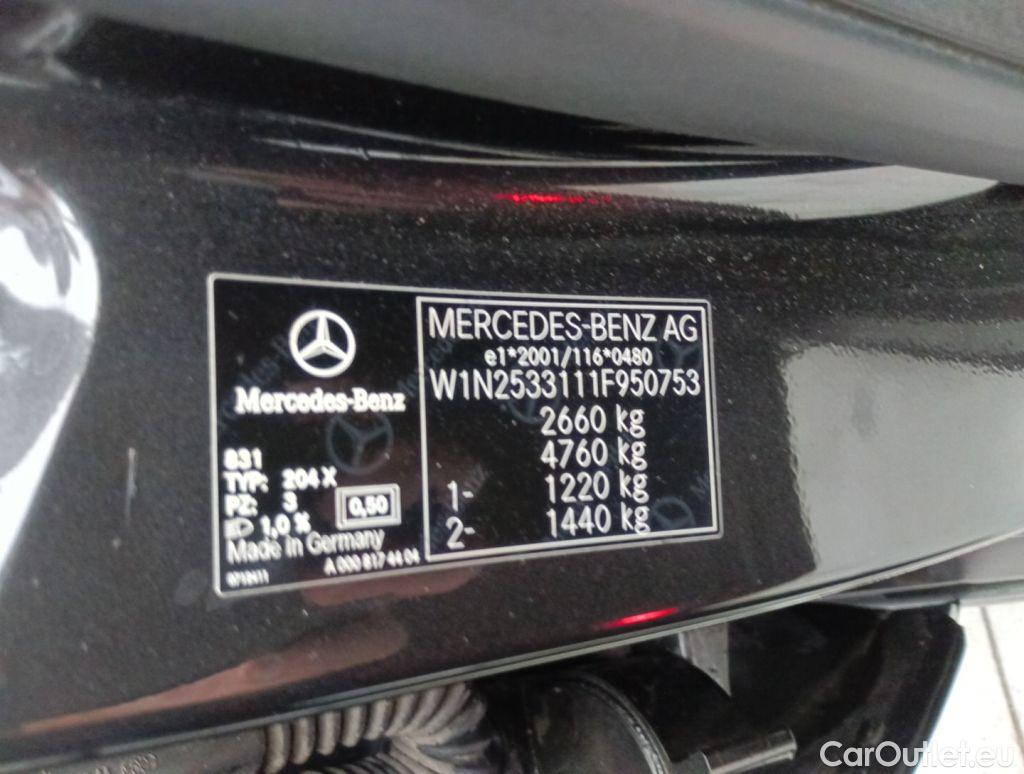 MERCEDES-BENZ AG
e1*2001/116*0480
W1N2533111F950753
2660 kg
4760 kg
1- 1220 kg
2- 1440 kg
Mercedes-Benz
831
TYP: 204 X
PZ: 3
0,50
1,0 %
Made in Germany
A 000 817 44 04
CarOutlet.eu